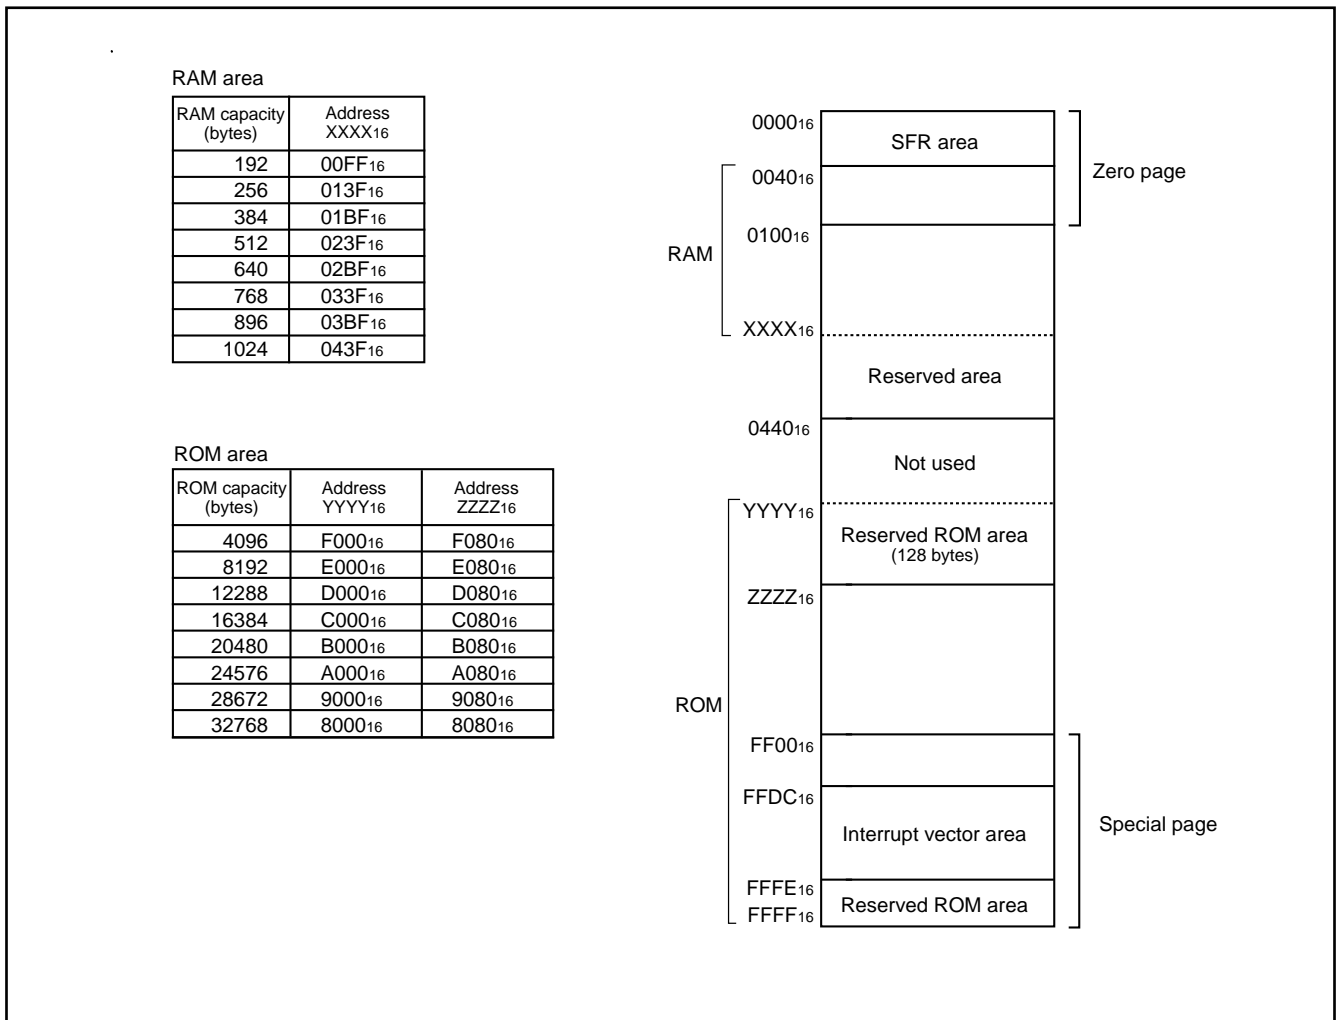 RAM area
RAM capacity (bytes) Address XXXX16
192 00FF16
256 013F16
384 01BF16
512 023F16
640 02BF16
768 033F16
896 03BF16
1024 043F16
ROM area
ROM capacity (bytes) Address YYYY16 Address ZZZZ16
4096 F00016 F08016
8192 E00016 E08016
12288 D00016 D08016
16384 C00016 C08016
20480 B00016 B08016
24576 A00016 A08016
28672 900016 908016
32768 800016 808016
000016
SFR area
Zero page
004016
010016
RAM
XXXX16
Reserved area
044016
Not used
YYYY16
Reserved ROM area
(128 bytes)
ZZZZ16
ROM
FF0016
FFDC16
Interrupt vector area
Special page
FFFE16
Reserved ROM area
FFFF16